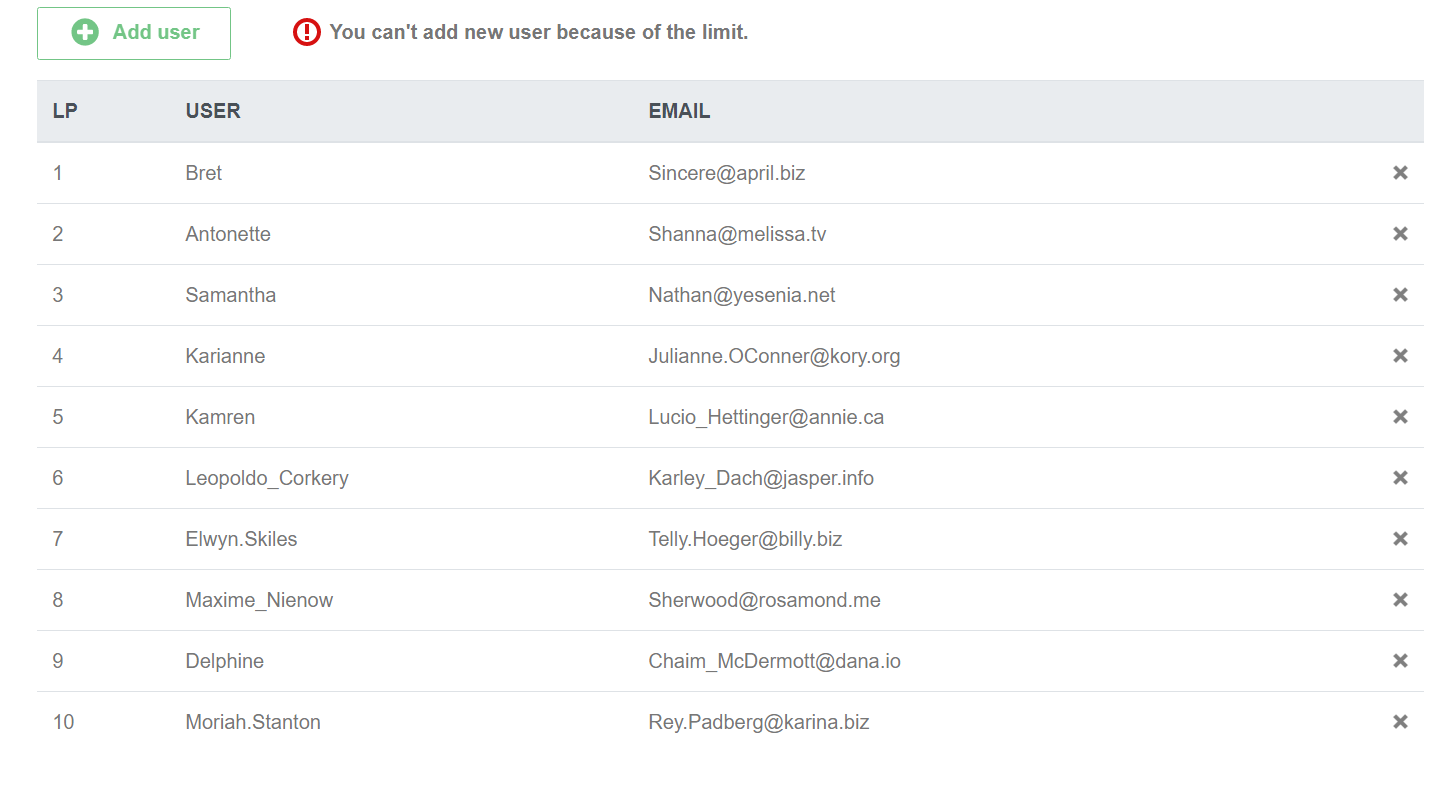 Add user You can't add new user because of the limit.
LP USER EMAIL
1 Bret Sincere@april.biz
2 Antonette Shanna@melissa.tv
3 Samantha Nathan@yesenia.net
4 Karianne Julianne.OConner@kory.org
5 Kamren Lucio_Hettinger@annie.ca
6 Leopoldo_Corkery Karley_Dach@jasper.info
7 Elwyn.Skiles Telly.Hoeger@billy.biz
8 Maxime_Nienow Sherwood@rosamond.me
9 Delphine Chaim_McDermott@dana.io
10 Moriah.Stanton Rey.Padberg@karina.biz